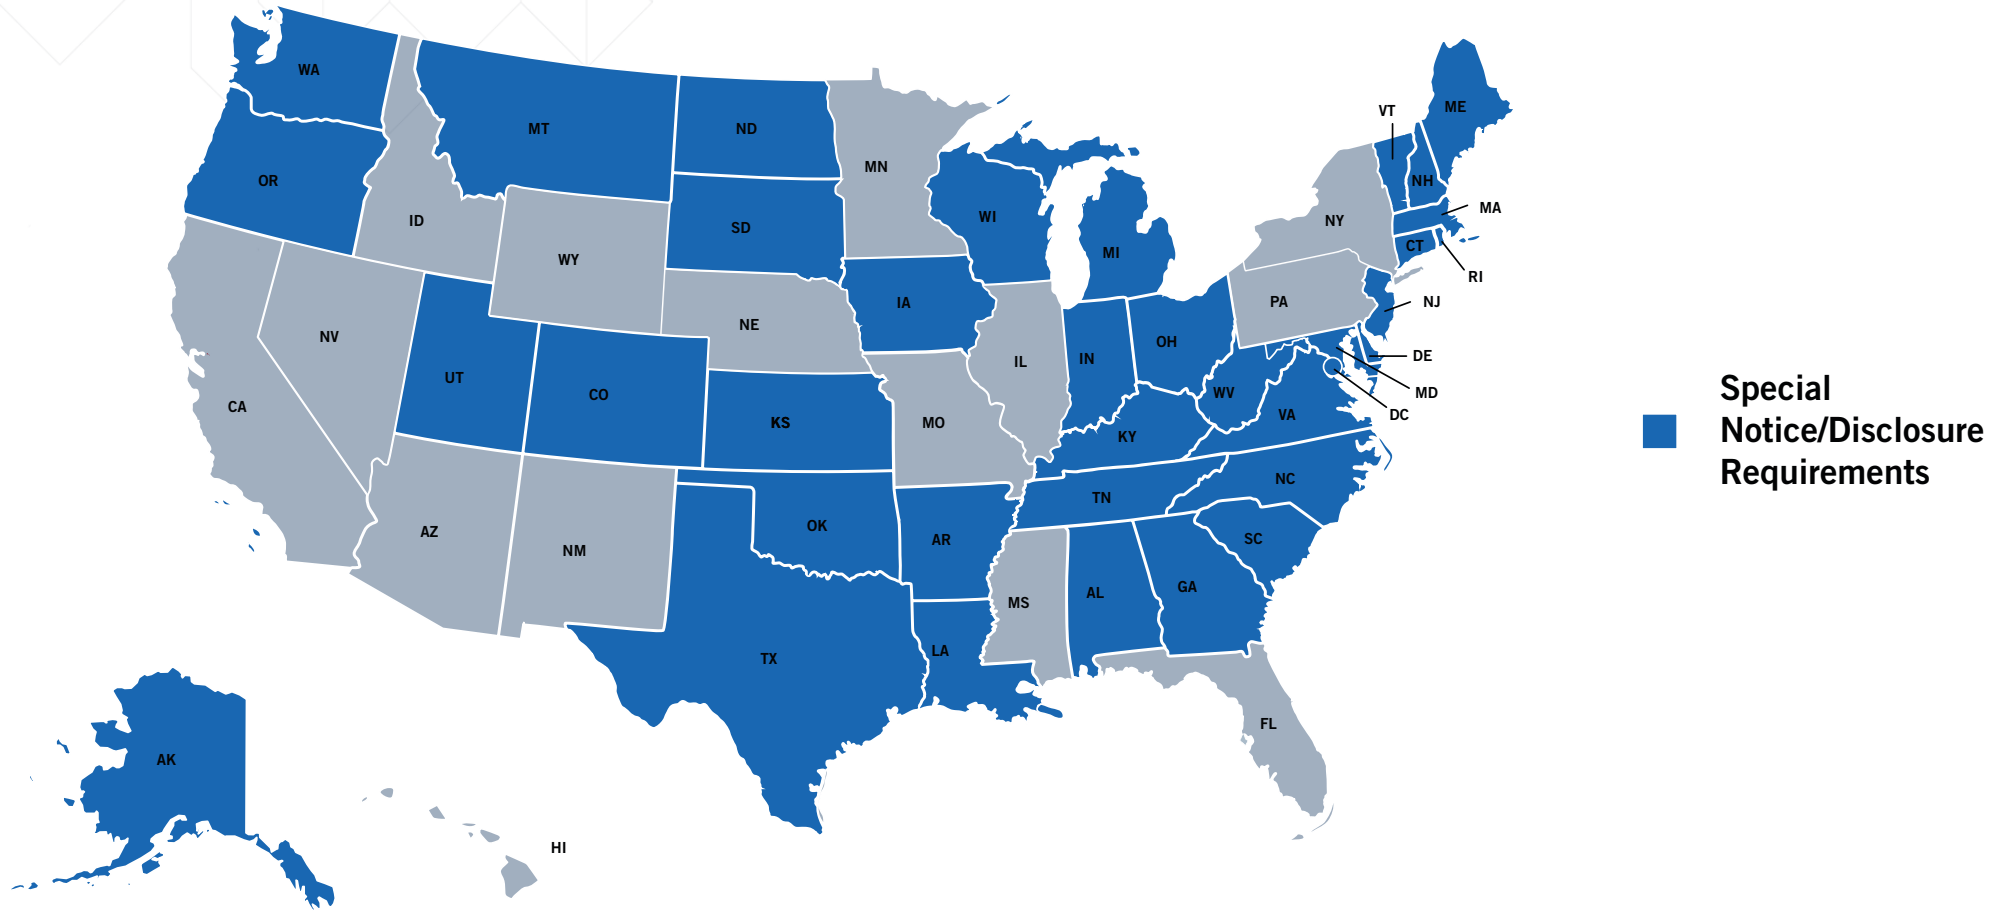 WA
MT
ND
MN
ME
VT
OR
ID
SD
WI
NH
MA
NY
MI
CT
WY
RI
IA
PA
NJ
NE
NV
IL
IN
OH
DE
UT
CO
WV
MD
CA
KS
MO
KY
VA
DC
Special
Notice/Disclosure
Requirements
TN
NC
AZ
NM
OK
AR
SC
MS
AL
GA
TX
LA
FL
AK
HI